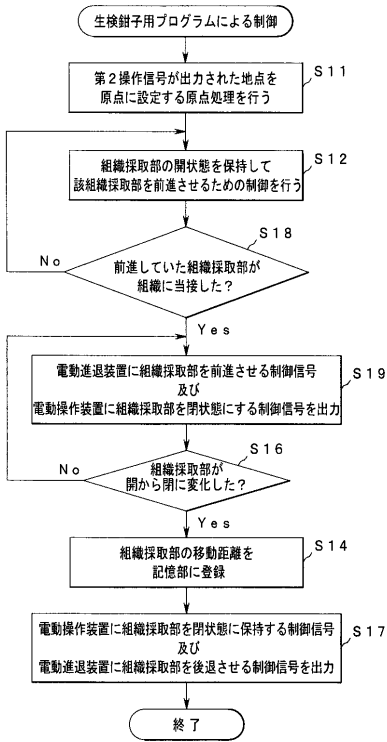 生検鉗子用プログラムによる制御
第２操作信号が出力された地点を
原点に設定する原点処理を行う
Ｓ１１
組織採取部の開状態を保持して
該組織採取部を前進させるための制御を行う
Ｓ１２
前進していた組織採取部が
組織に当接した？
Ｓ１８
Ｎｏ
Ｙｅｓ
電動進退装置に組織採取部を前進させる制御信号
及び
電動操作装置に組織採取部を閉状態にする制御信号を出力
Ｓ１９
組織採取部が
開から閉に変化した？
Ｓ１６
Ｎｏ
Ｙｅｓ
組織採取部の移動距離を
記憶部に登録
Ｓ１４
電動操作装置に組織採取部を閉状態に保持する制御信号
及び
電動進退装置に組織採取部を後退させる制御信号を出力
Ｓ１７
終了